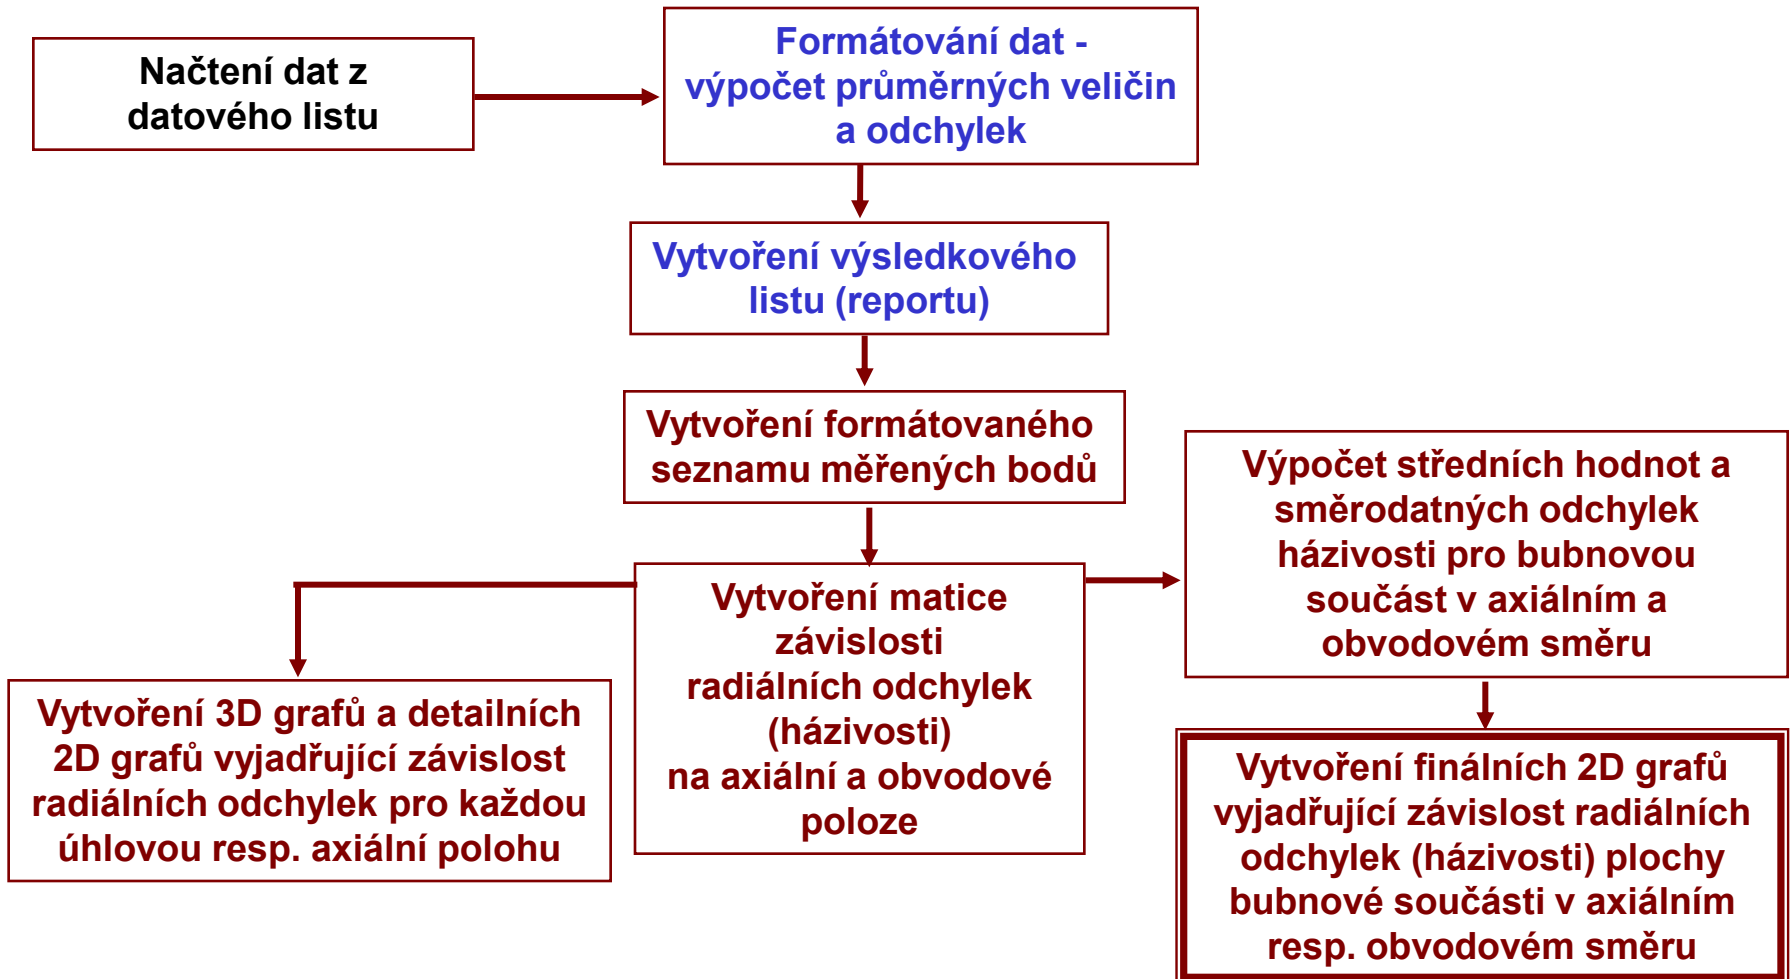 Načtení dat z
datového listu
Formátování dat -
výpočet průměrných veličin
a odchylek
Vytvoření výsledkového
listu (reportu)
Vytvoření formátovaného
seznamu měřených bodů
Vytvoření matice
závislosti
radiálních odchylek
(házivosti)
na axiální a obvodové
poloze
Vytvoření 3D grafů a detailních
2D grafů vyjadřující závislost
radiálních odchylek pro každou
úhlovou resp. axiální polohu
Výpočet středních hodnot a
směrodatných odchylek
házivosti pro bubnovou
součást v axiálním a
obvodovém směru
Vytvoření finálních 2D grafů
vyjadřující závislost radiálních
odchylek (házivosti) plochy
bubnové součásti v axiálním
resp. obvodovém směru